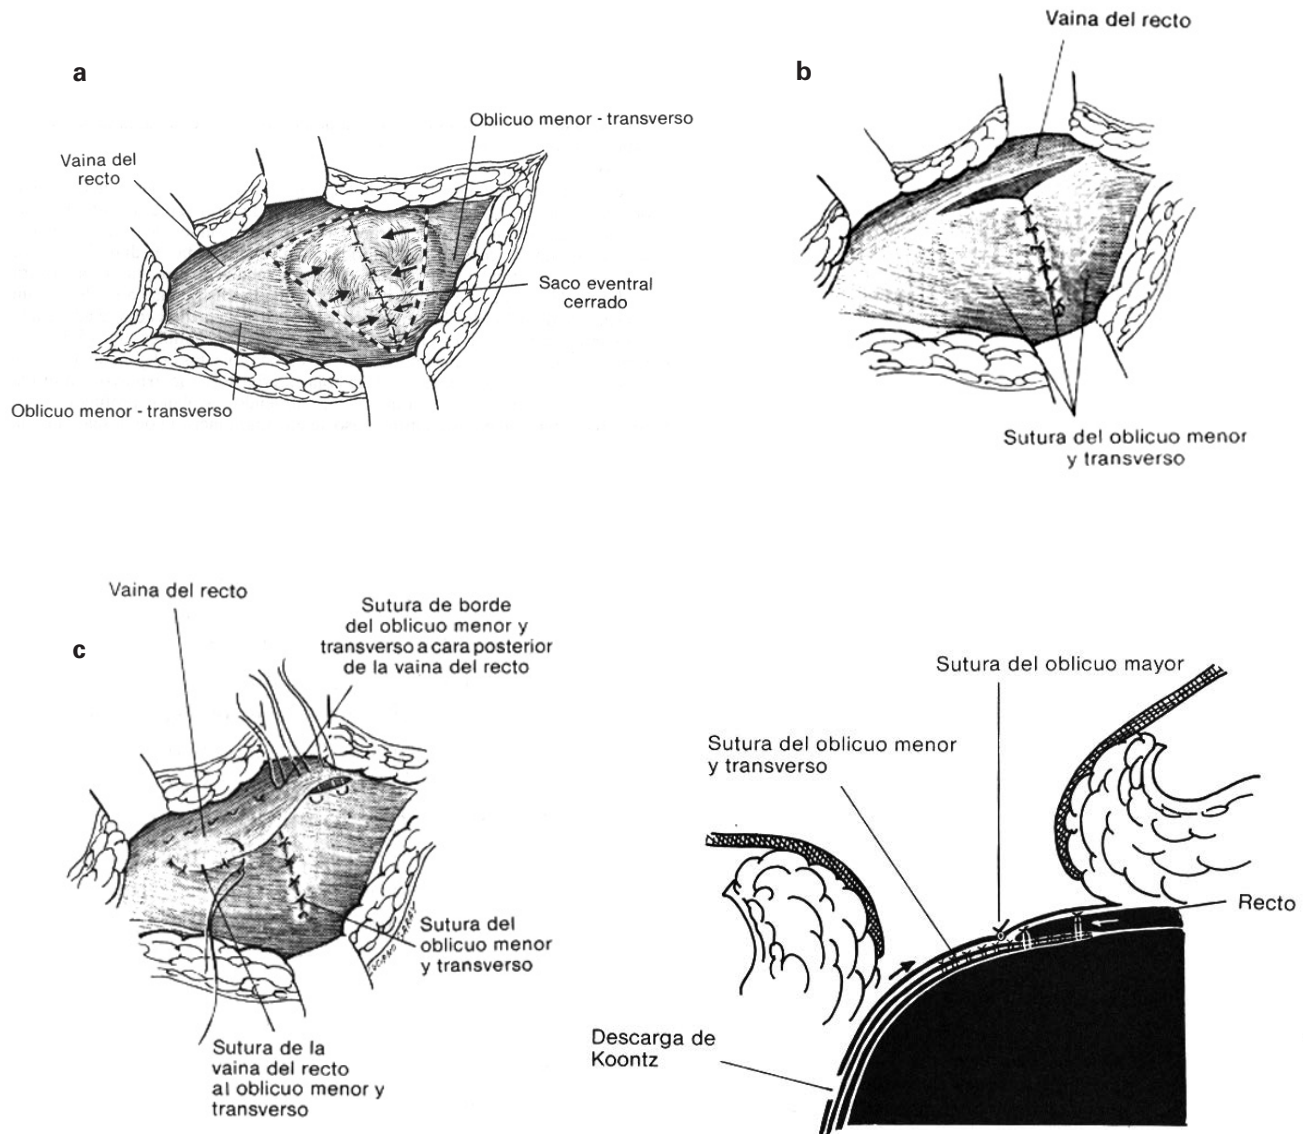 a
Oblicuo menor - transverso
Vaina del
recto
Saco eventral
cerrado
Oblicuo menor - transverso
b
Vaina del recto
Sutura del oblicuo menor
y transverso
c
Vaina del recto
Sutura de borde
del oblicuo menor y
transverso a cara posterior
de la vaina del recto
Sutura del
oblicuo menor
y transverso
Sutura de la
vaina del recto
al oblicuo menor y
transverso
Sutura del oblicuo mayor
Sutura del oblicuo menor
y transverso
Recto
Descarga de
Koontz